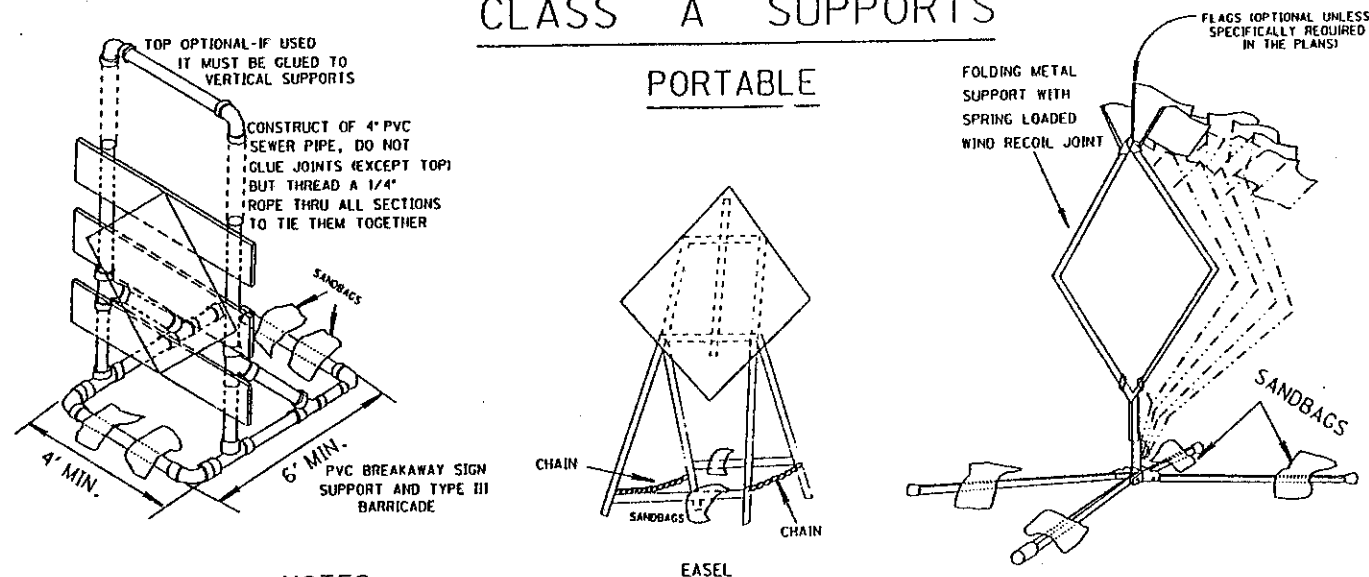 CLASS A SUPPORTS
PORTABLE
TOP OPTIONAL-IF USED
IT MUST BE GLUED TO
VERTICAL SUPPORTS
CONSTRUCT OF 4" PVC
SEWER PIPE, DO NOT
GLUE JOINTS (EXCEPT TOP)
BUT THREAD A 1/4"
ROPE THRU ALL SECTIONS
TO TIE THEM TOGETHER
SANDBAGS
4' MIN.
6' MIN.
PVC BREAKAWAY SIGN
SUPPORT AND TYPE III
BARRICADE
CHAIN
SANDBAGS
CHAIN
EASEL
FOLDING METAL
SUPPORT WITH
SPRING LOADED
WIND RECOIL JOINT
FLAGS (OPTIONAL UNLESS
SPECIFICALLY REQUIRED
IN THE PLANS)
SANDBAGS